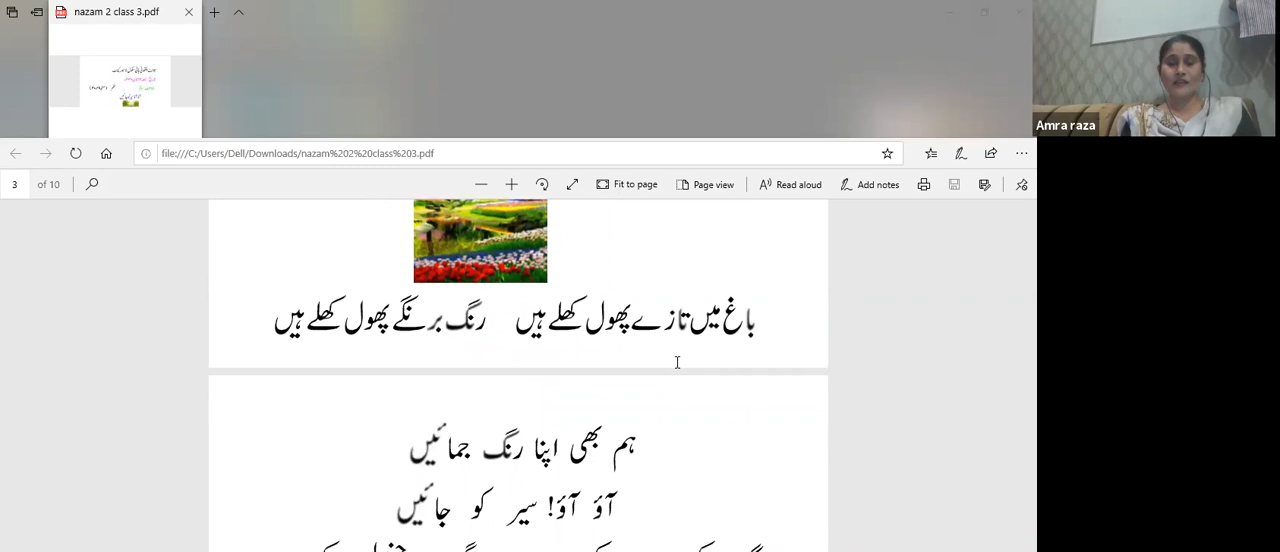 nazam 2 class 3.pdf
Amra raza
file:///C:/Users/Dell/Downloads/nazam%202%20class%203.pdf
3 of 10 Fit to page Page view Read aloud Add notes
باغ میں تازے پھول کھلے ہیں رنگ برنگے پھول کھلے ہیں
ہم بھی اپنا رنگ جمائیں
آؤ آؤ! سیر کو جائیں